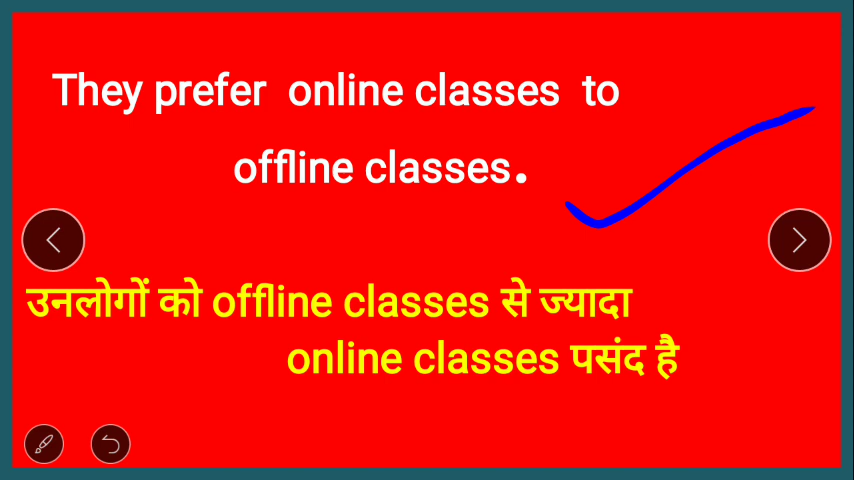 They prefer online classes to
offline classes.
उनलोगों को offline classes से ज्यादा
online classes पसंद है